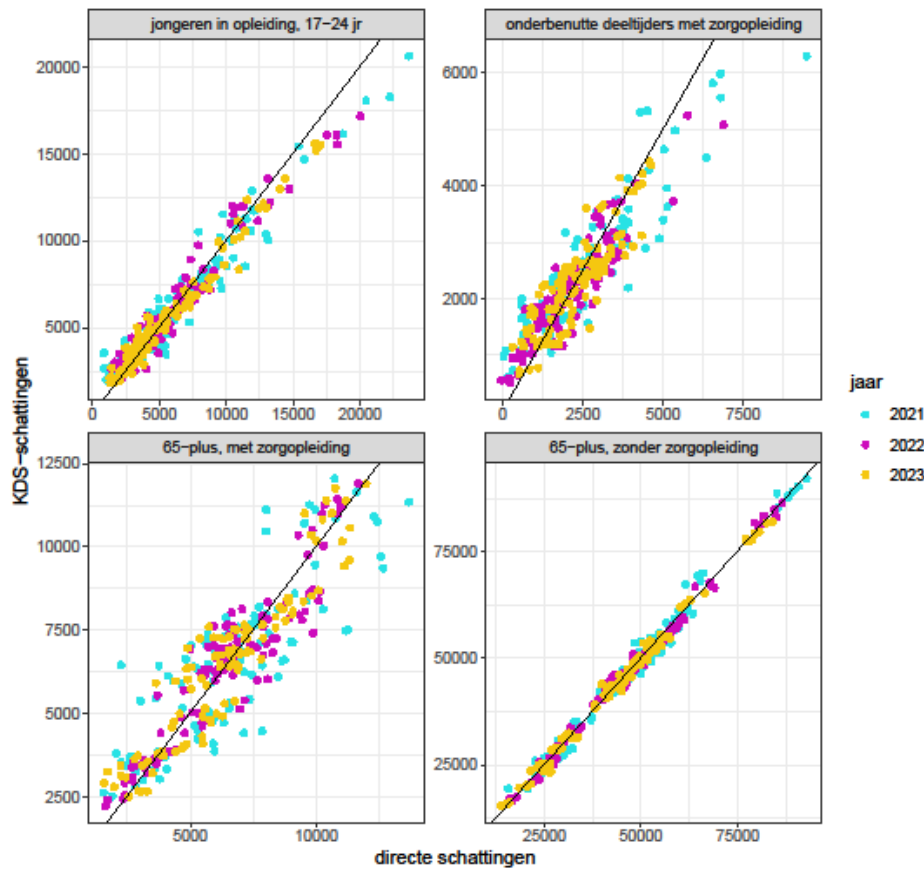 jongeren in opleiding, 17−24 jr
onderbenutte deeltijders met zorgopleiding
20000
15000
10000
5000
0 5000 10000 15000 20000
6000
4000
2000
0 2500 5000 7500
KDS−schattingen
65−plus, met zorgopleiding
65−plus, zonder zorgopleiding
12500
10000
7500
5000
2500
5000 10000
75000
50000
25000
25000 50000 75000
directe schattingen
jaar
2021
2022
2023